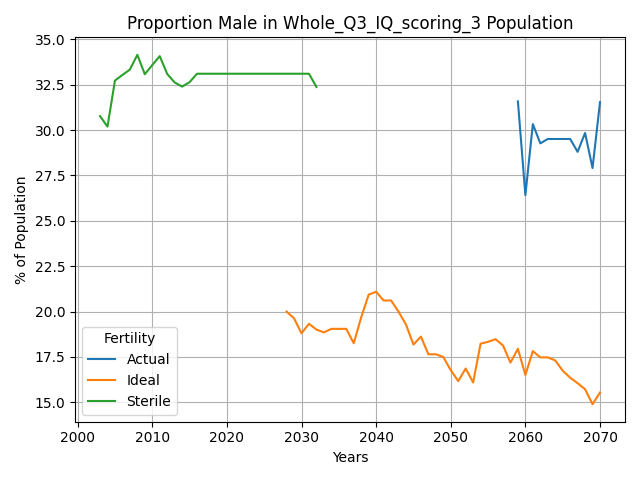 Proportion Male in Whole_Q3_IQ_scoring_3 Population
% of Population
35.0
32.5
30.0
27.5
25.0
22.5
20.0
17.5
15.0
Fertility
Actual
Ideal
Sterile
2000 2010 2020 2030 2040 2050 2060 2070
Years